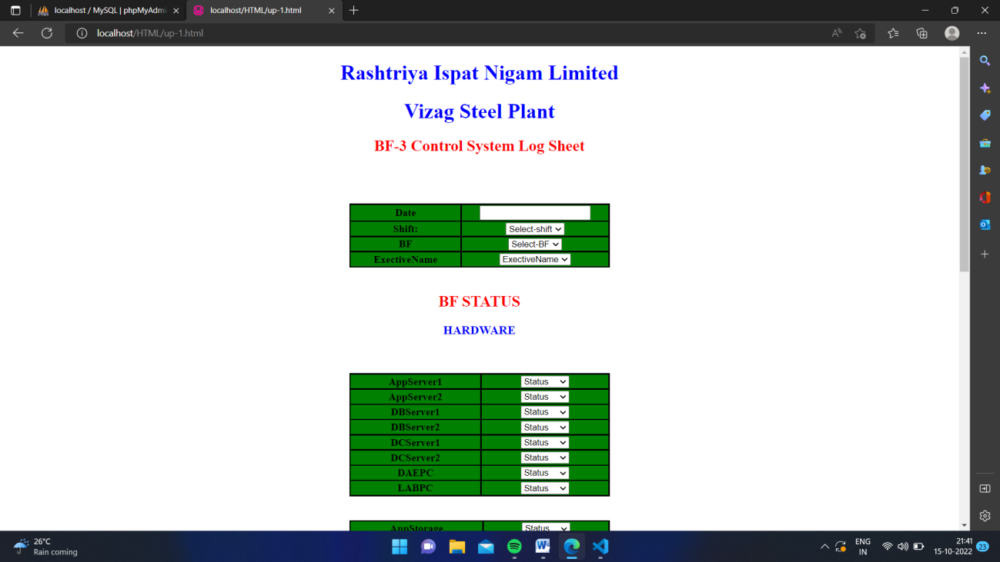 localhost / MySQL | phpMyAdmi
localhost/HTML/up-1.html
localhost/HTML/up-1.html
Rashtriya Ispat Nigam Limited
Vizag Steel Plant
BF-3 Control System Log Sheet
Date
Shift: Select-shift
BF Select-BF
ExectiveName ExectiveName
BF STATUS
HARDWARE
AppServer1 Status
AppServer2 Status
DBServer1 Status
DBServer2 Status
DCServer1 Status
DCServer2 Status
DAEPC Status
LABPC Status
AppStorage Status
26°C
Rain coming
ENG
IN
21:41
15-10-2022
23